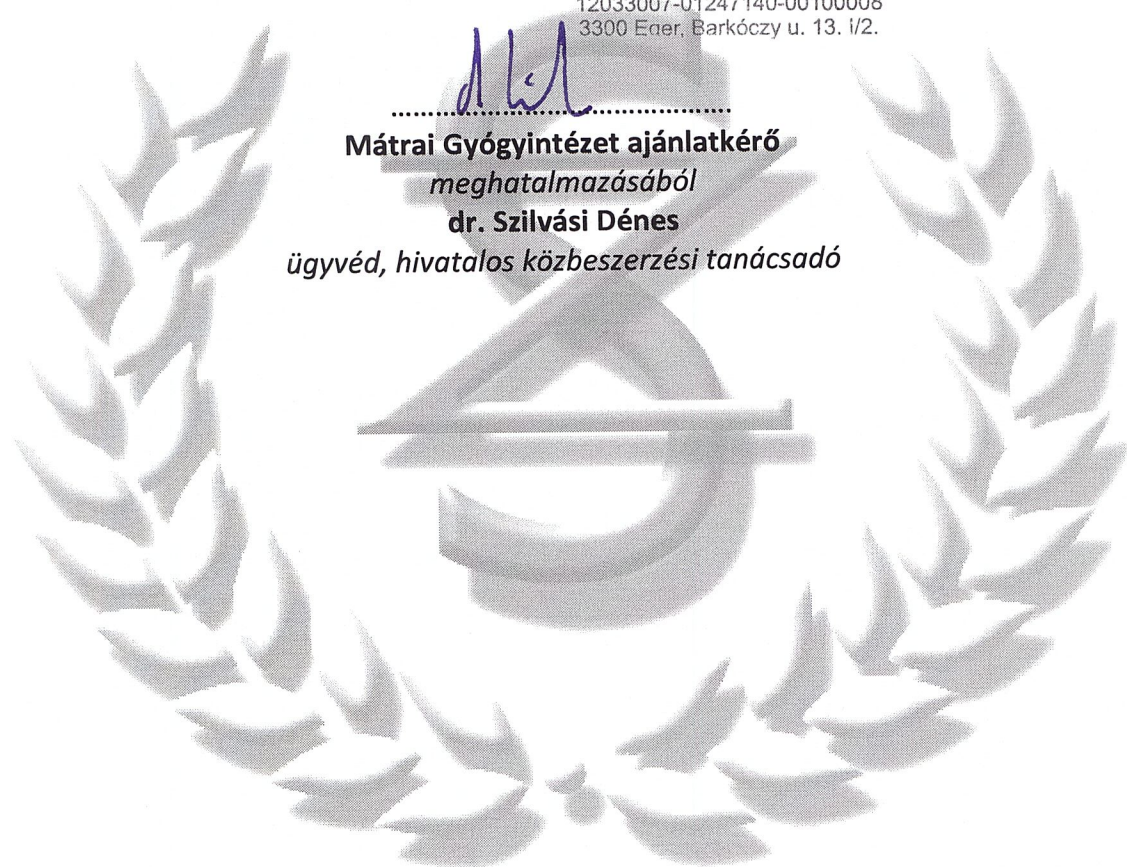 12033007-01247140-00100008
3300 Eger, Barkóczy u. 13. I/2.
Mátrai Gyógyintézet ajánlatkérő
meghatalmazásából
dr. Szilvási Dénes
ügyvéd, hivatalos közbeszerzési tanácsadó